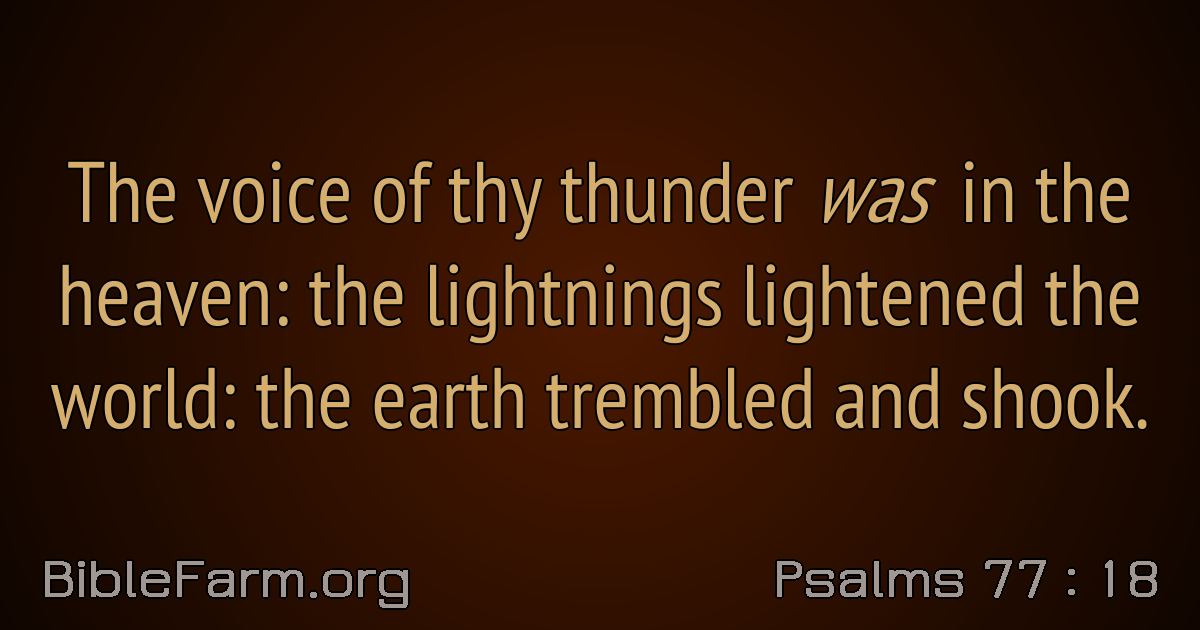 The voice of thy thunder was in the
heaven: the lightnings lightened the
world: the earth trembled and shook.
BibleFarm.org
Psalms 77 : 18